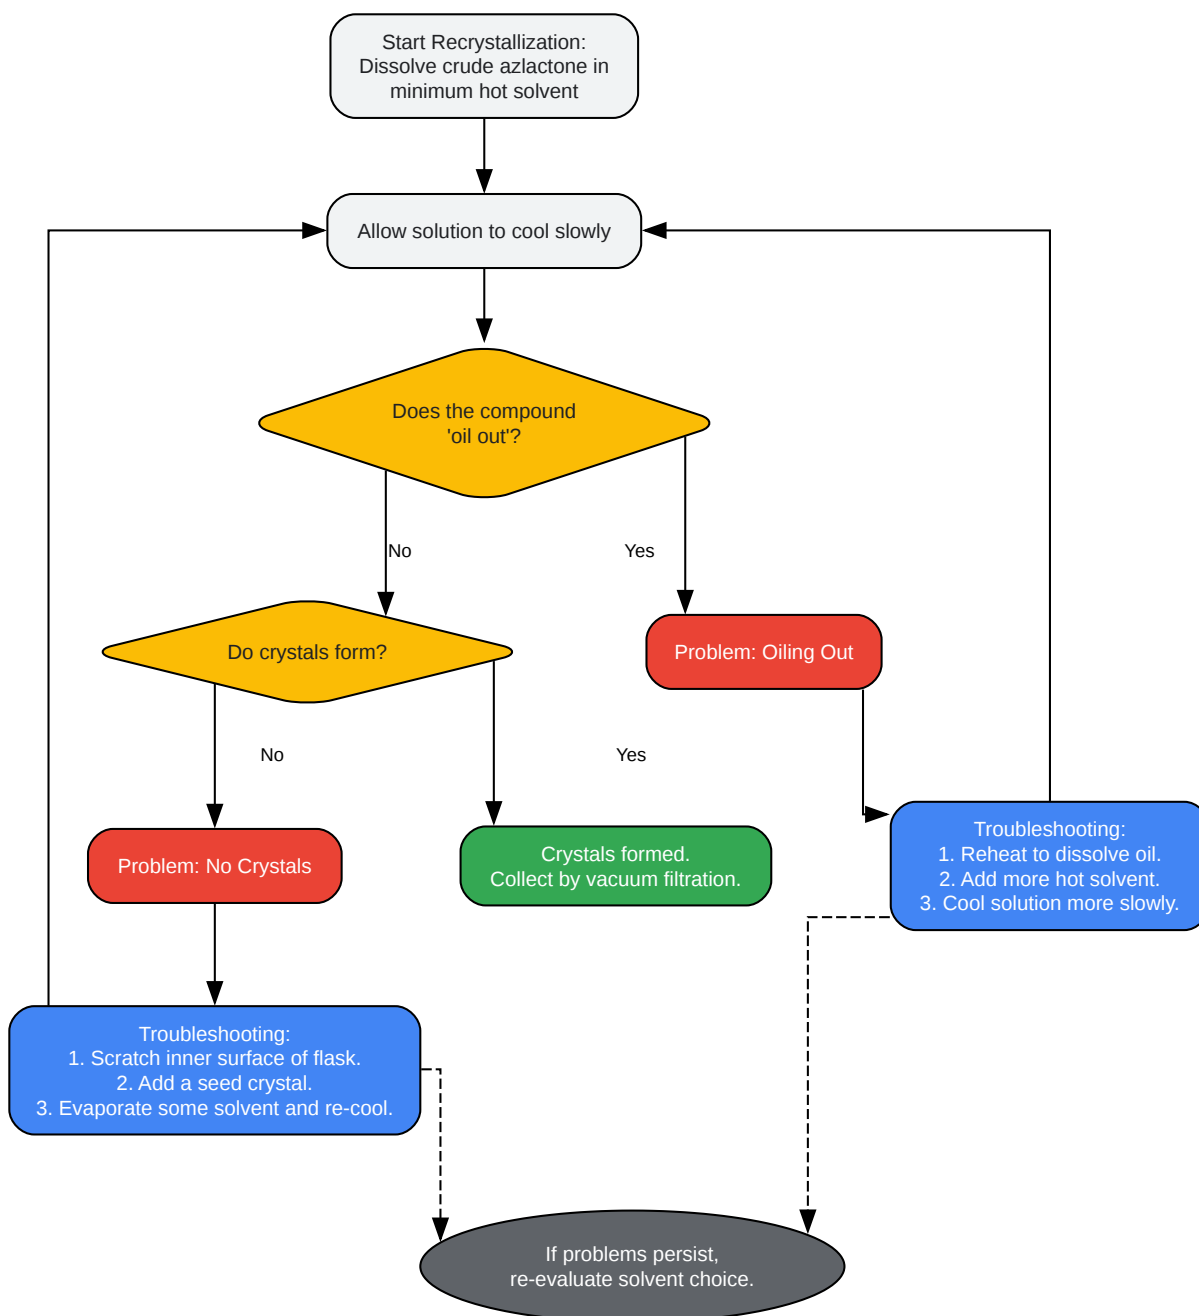 Start Recrystallization:
Dissolve crude azlactone in
minimum hot solvent
Allow solution to cool slowly
Does the compound
'oil out'?
No
Yes
Do crystals form?
Problem: Oiling Out
No
Yes
Problem: No Crystals
Crystals formed.
Collect by vacuum filtration.
Troubleshooting:
1. Reheat to dissolve oil.
2. Add more hot solvent.
3. Cool solution more slowly.
Troubleshooting:
1. Scratch inner surface of flask.
2. Add a seed crystal.
3. Evaporate some solvent and re-cool.
If problems persist,
re-evaluate solvent choice.